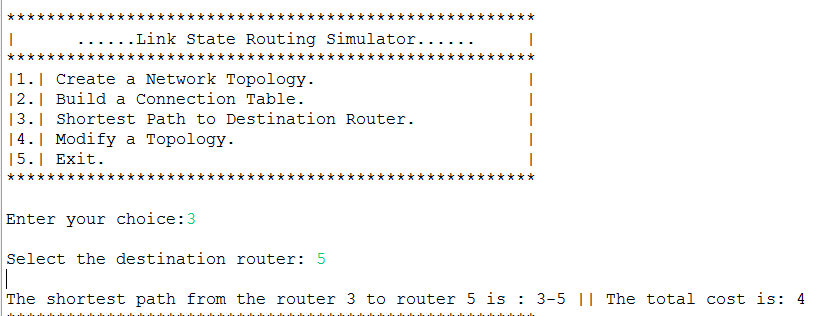 *****************************************************
|      ......Link State Routing Simulator......     |
*****************************************************
|1.| Create a Network Topology.                     |
|2.| Build a Connection Table.                      |
|3.| Shortest Path to Destination Router.           |
|4.| Modify a Topology.                             |
|5.| Exit.                                          |
*****************************************************
Enter your choice:3
Select the destination router: 5
The shortest path from the router 3 to router 5 is : 3-5 || The total cost is: 4
*****************************************************